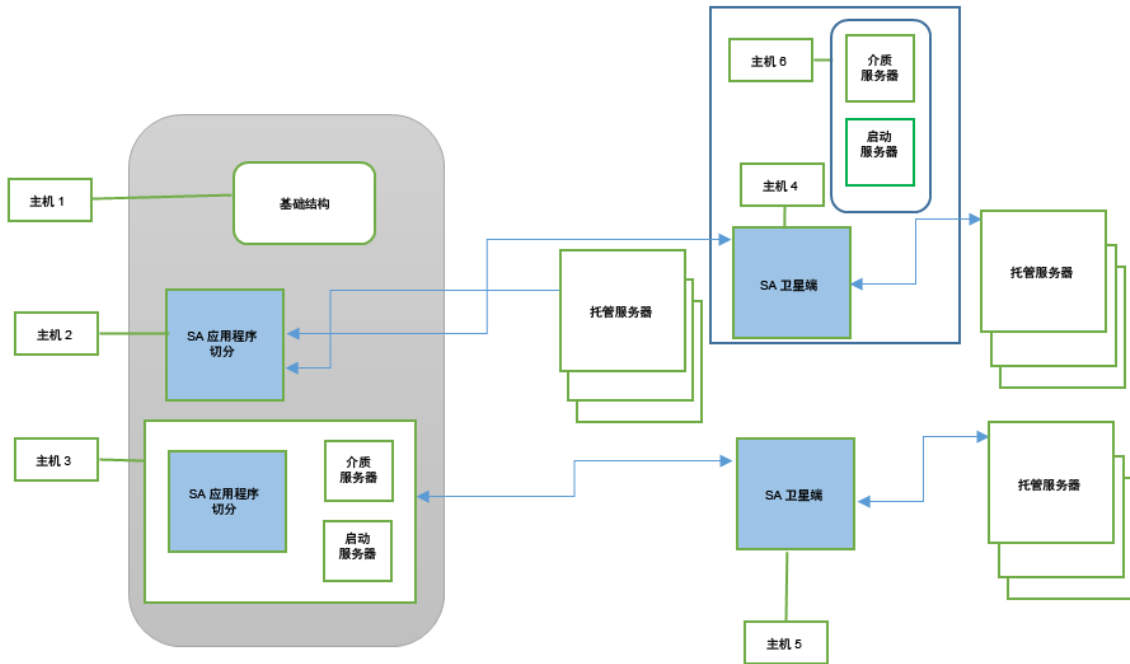 主机 6
介质
服务器
启动
服务器
主机 4
SA 卫星端
托管服务器
主机 1
基础结构
托管服务器
主机 2
SA 应用程序
切分
主机 3
SA 应用程序
切分
介质
服务器
启动
服务器
SA 卫星端
托管服务器
主机 5